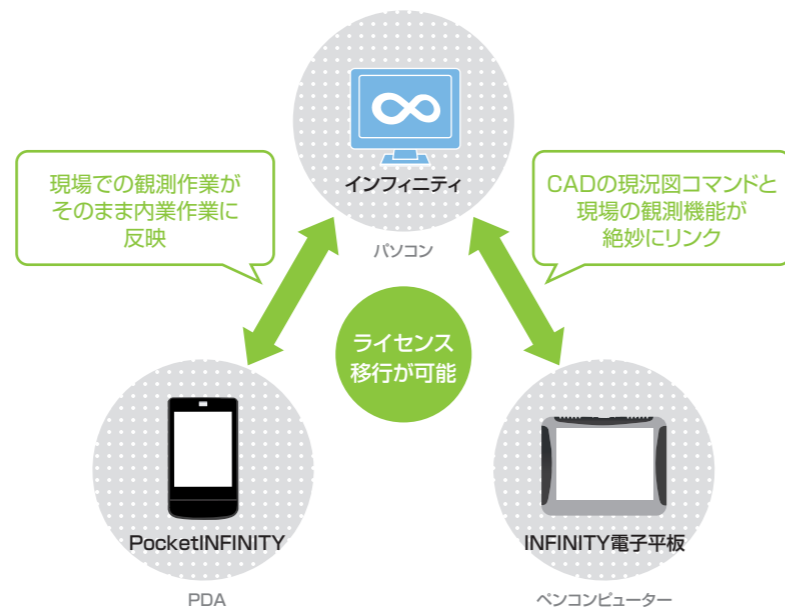 インフィニティ
パソコン
現場での観測作業が
そのまま内業作業に
反映
CADの現況図コマンドと
現場の観測機能が
絶妙にリンク
ライセンス
移行が可能
PocketINFINITY
PDA
INFINITY電子平板
ペンコンピューター